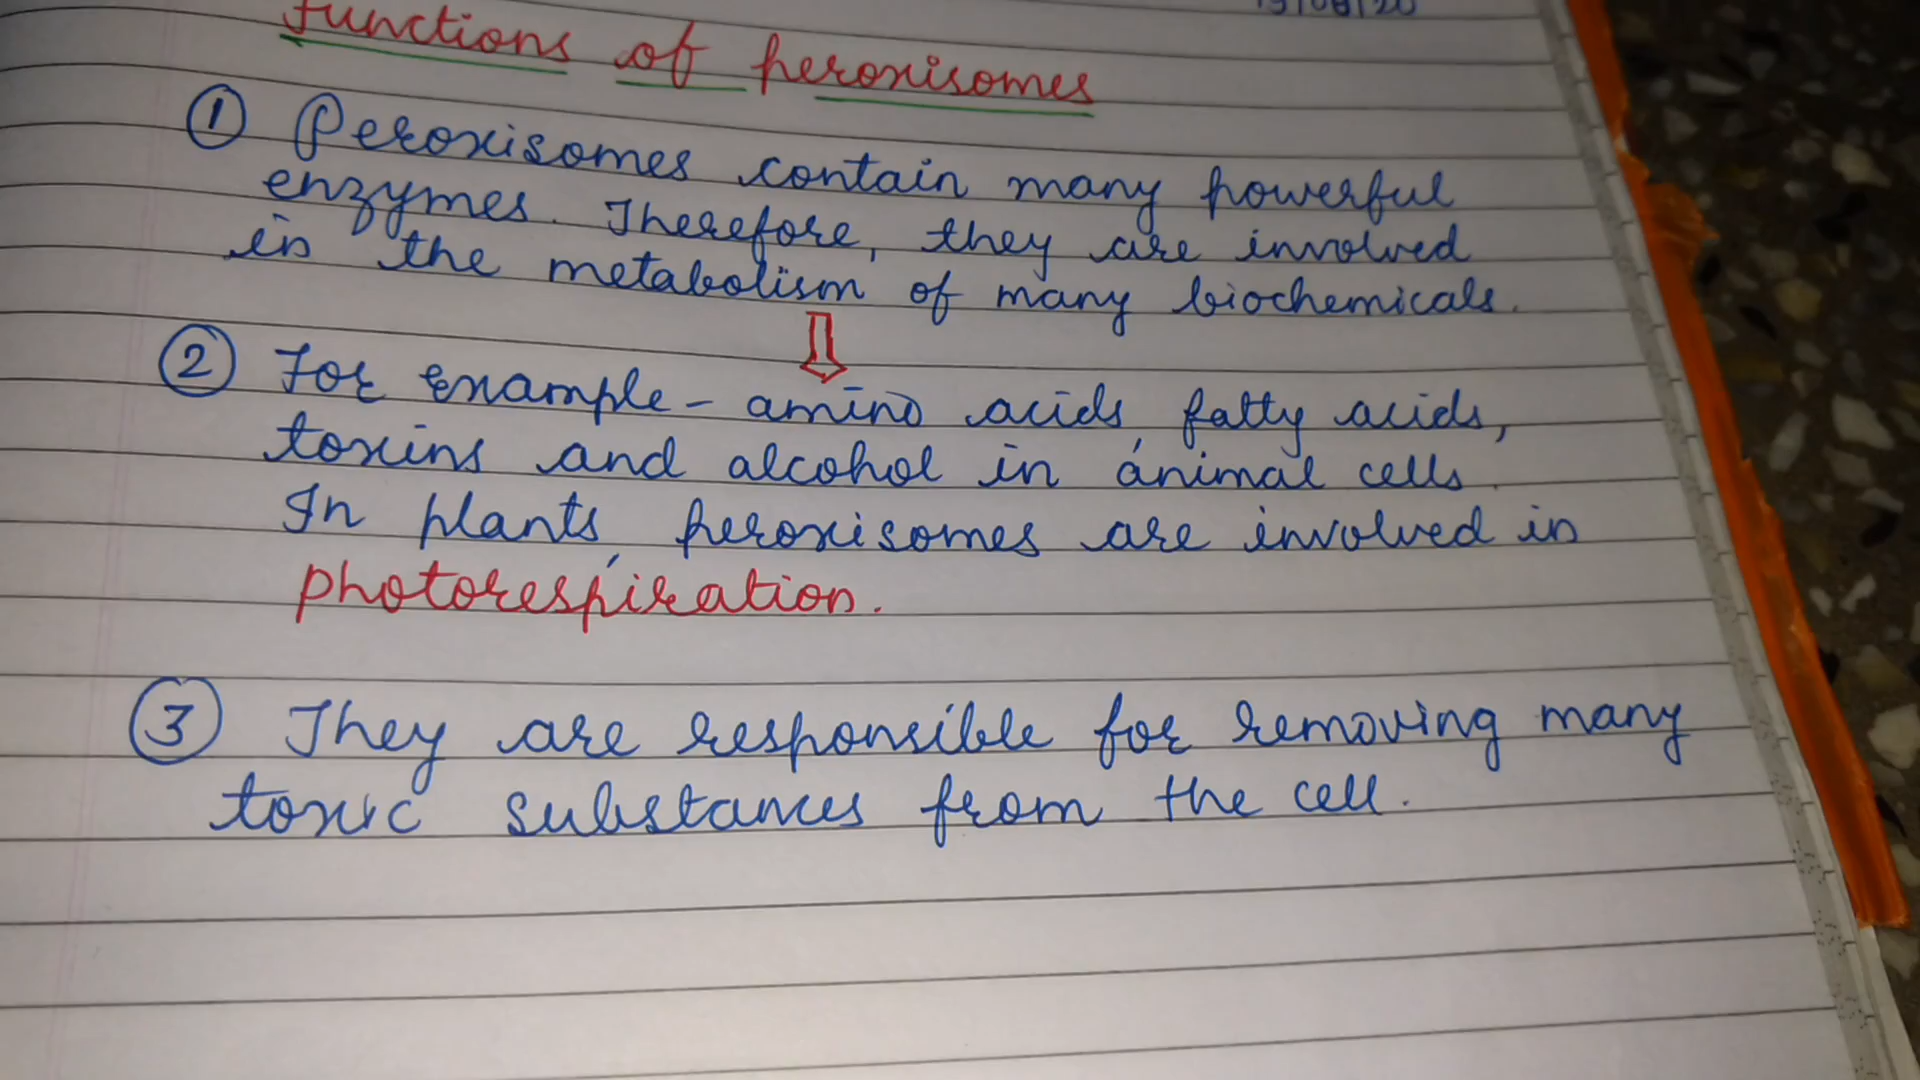 Functions of peroxisomes
① Peroxisomes contain many powerful
enzymes. Therefore, they are involved
in the metabolism of many biochemicals.
② For example - amino acids, fatty acids,
toxins and alcohol in animal cells.
In plants, peroxisomes are involved in
photorespiration.
③ They are responsible for removing many
toxic substances from the cell.